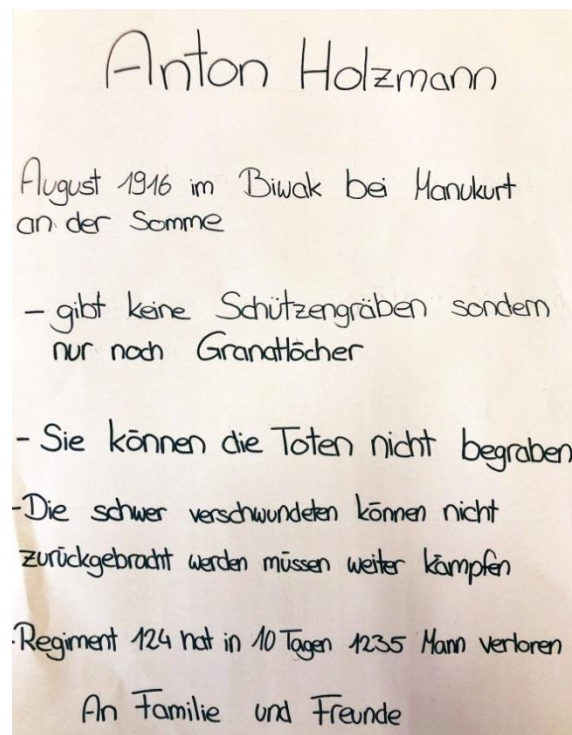 Anton Holzmann
August 1916 im Biwak bei Manukurt
an der Somme
- gibt keine Schützengräben sondern
nur noch Granatlöcher
- Sie können die Toten nicht begraben
- Die schwer verschwundeten können nicht
zurückgebracht werden müssen weiter kämpfen
- Regiment 124 hat in 10 Tagen 1235 Mann verloren
An Familie und Freunde